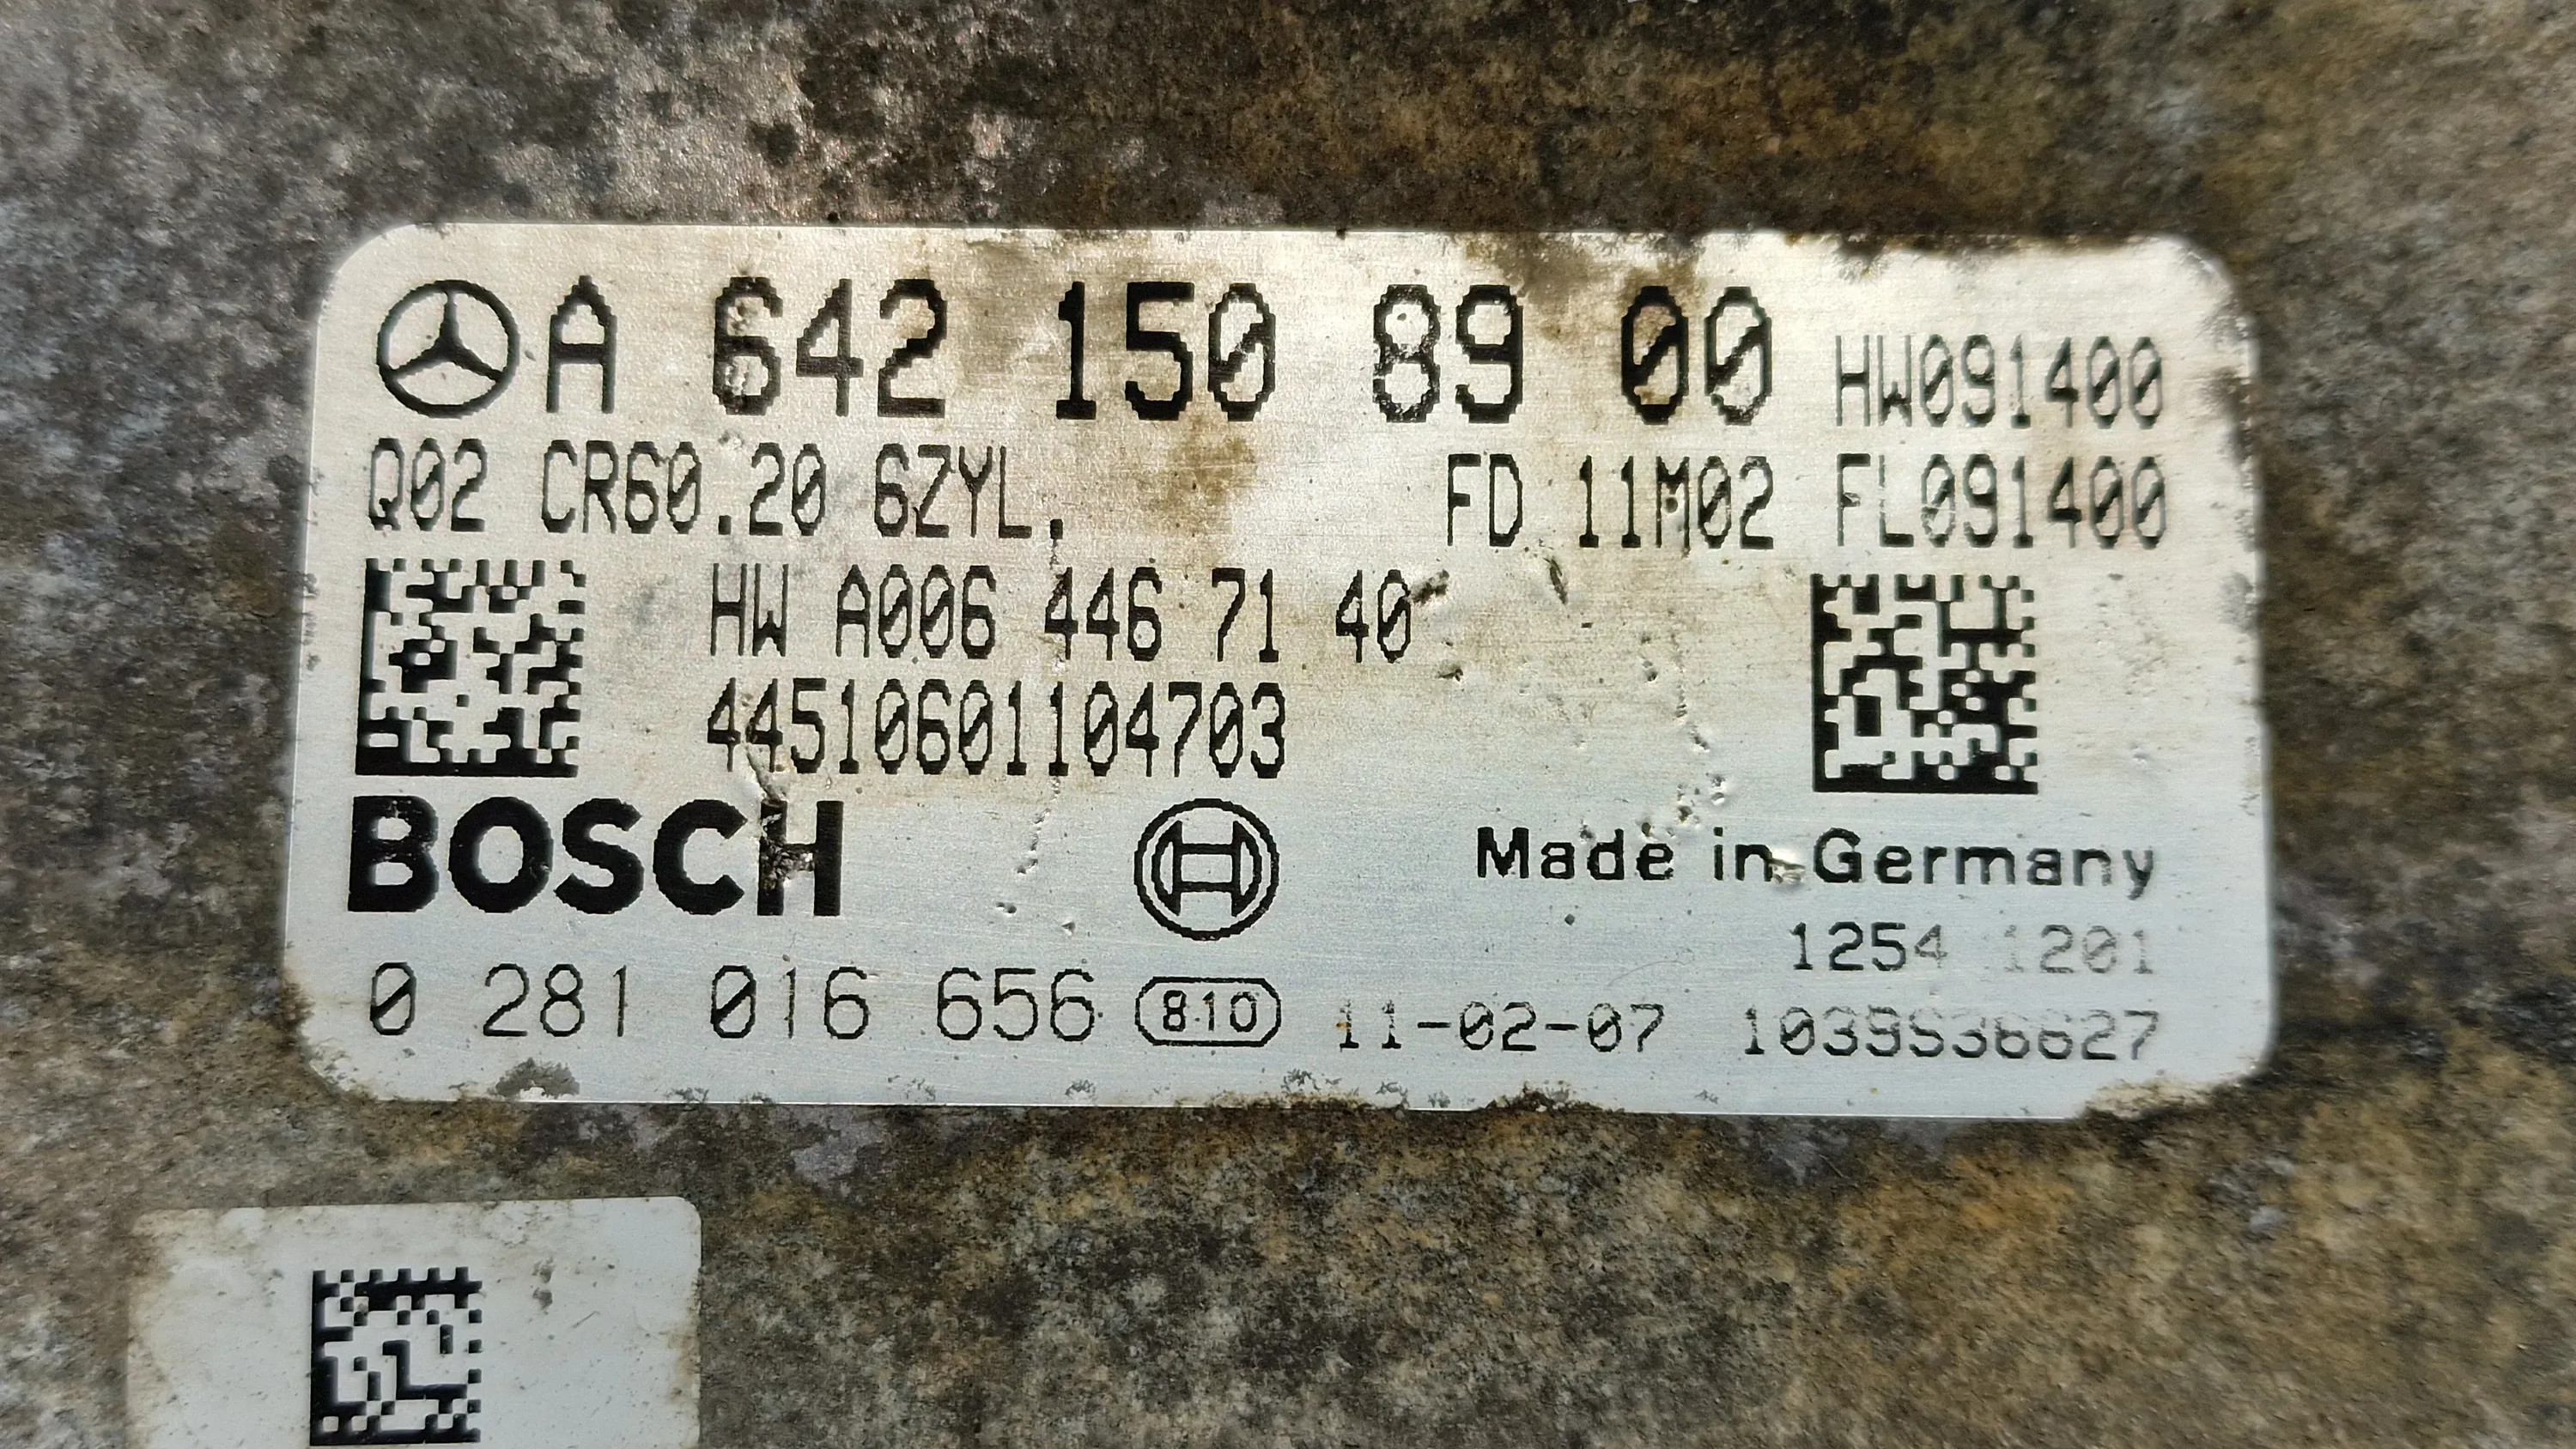 A 642 150 89 00 HW091400
Q02 CR60.20 6ZYL. FD 11M02 FL091400
HW A006 446 71 40
44510601104703
BOSCH
Made in Germany
1254 1201
0 281 016 656 810 11-02-07 1039S36627